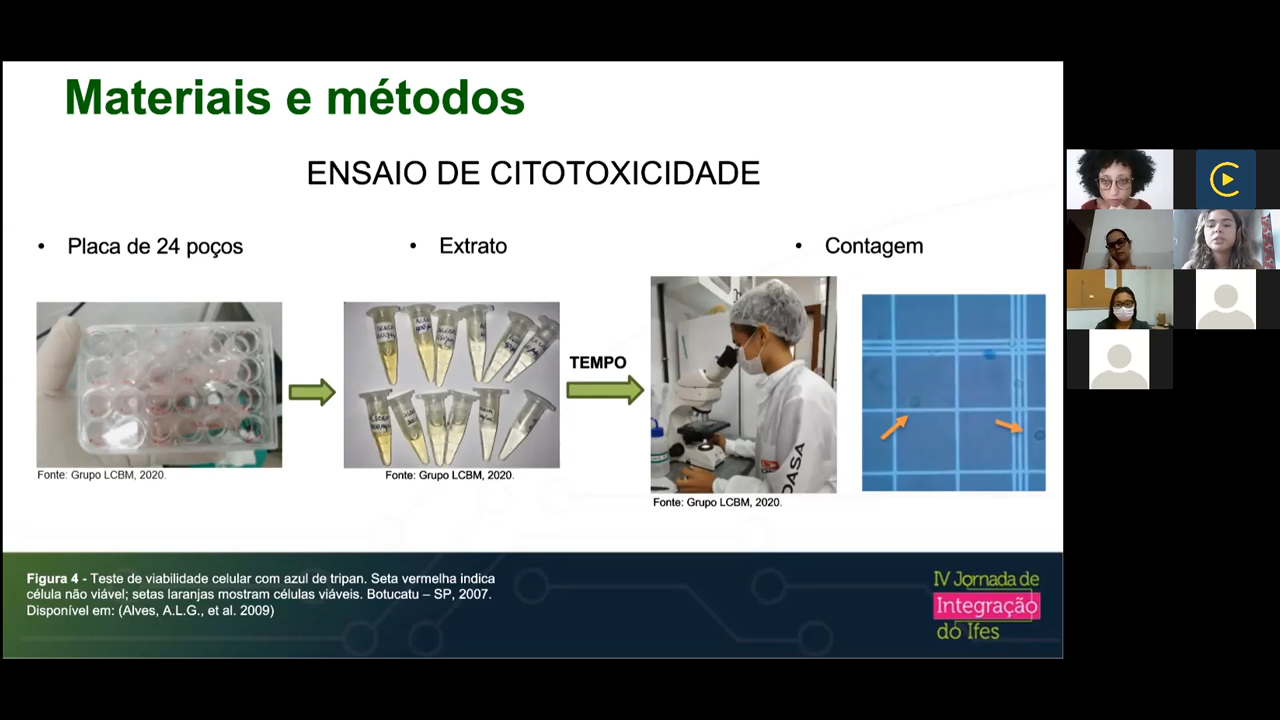 Materiais e métodos
ENSAIO DE CITOTOXICIDADE
• Placa de 24 poços
• Extrato
• Contagem
TEMPO
OASA
Fonte: Grupo LCBM, 2020.
Fonte: Grupo LCBM, 2020.
Fonte: Grupo LCBM, 2020.
Figura 4 - Teste de viabilidade celular com azul de tripan. Seta vermelha indica
célula não viável; setas laranjas mostram células viáveis. Botucatu – SP, 2007.
Disponível em: (Alves, A.L.G., et al. 2009)
IV Jornada de
Integração
do Ifes